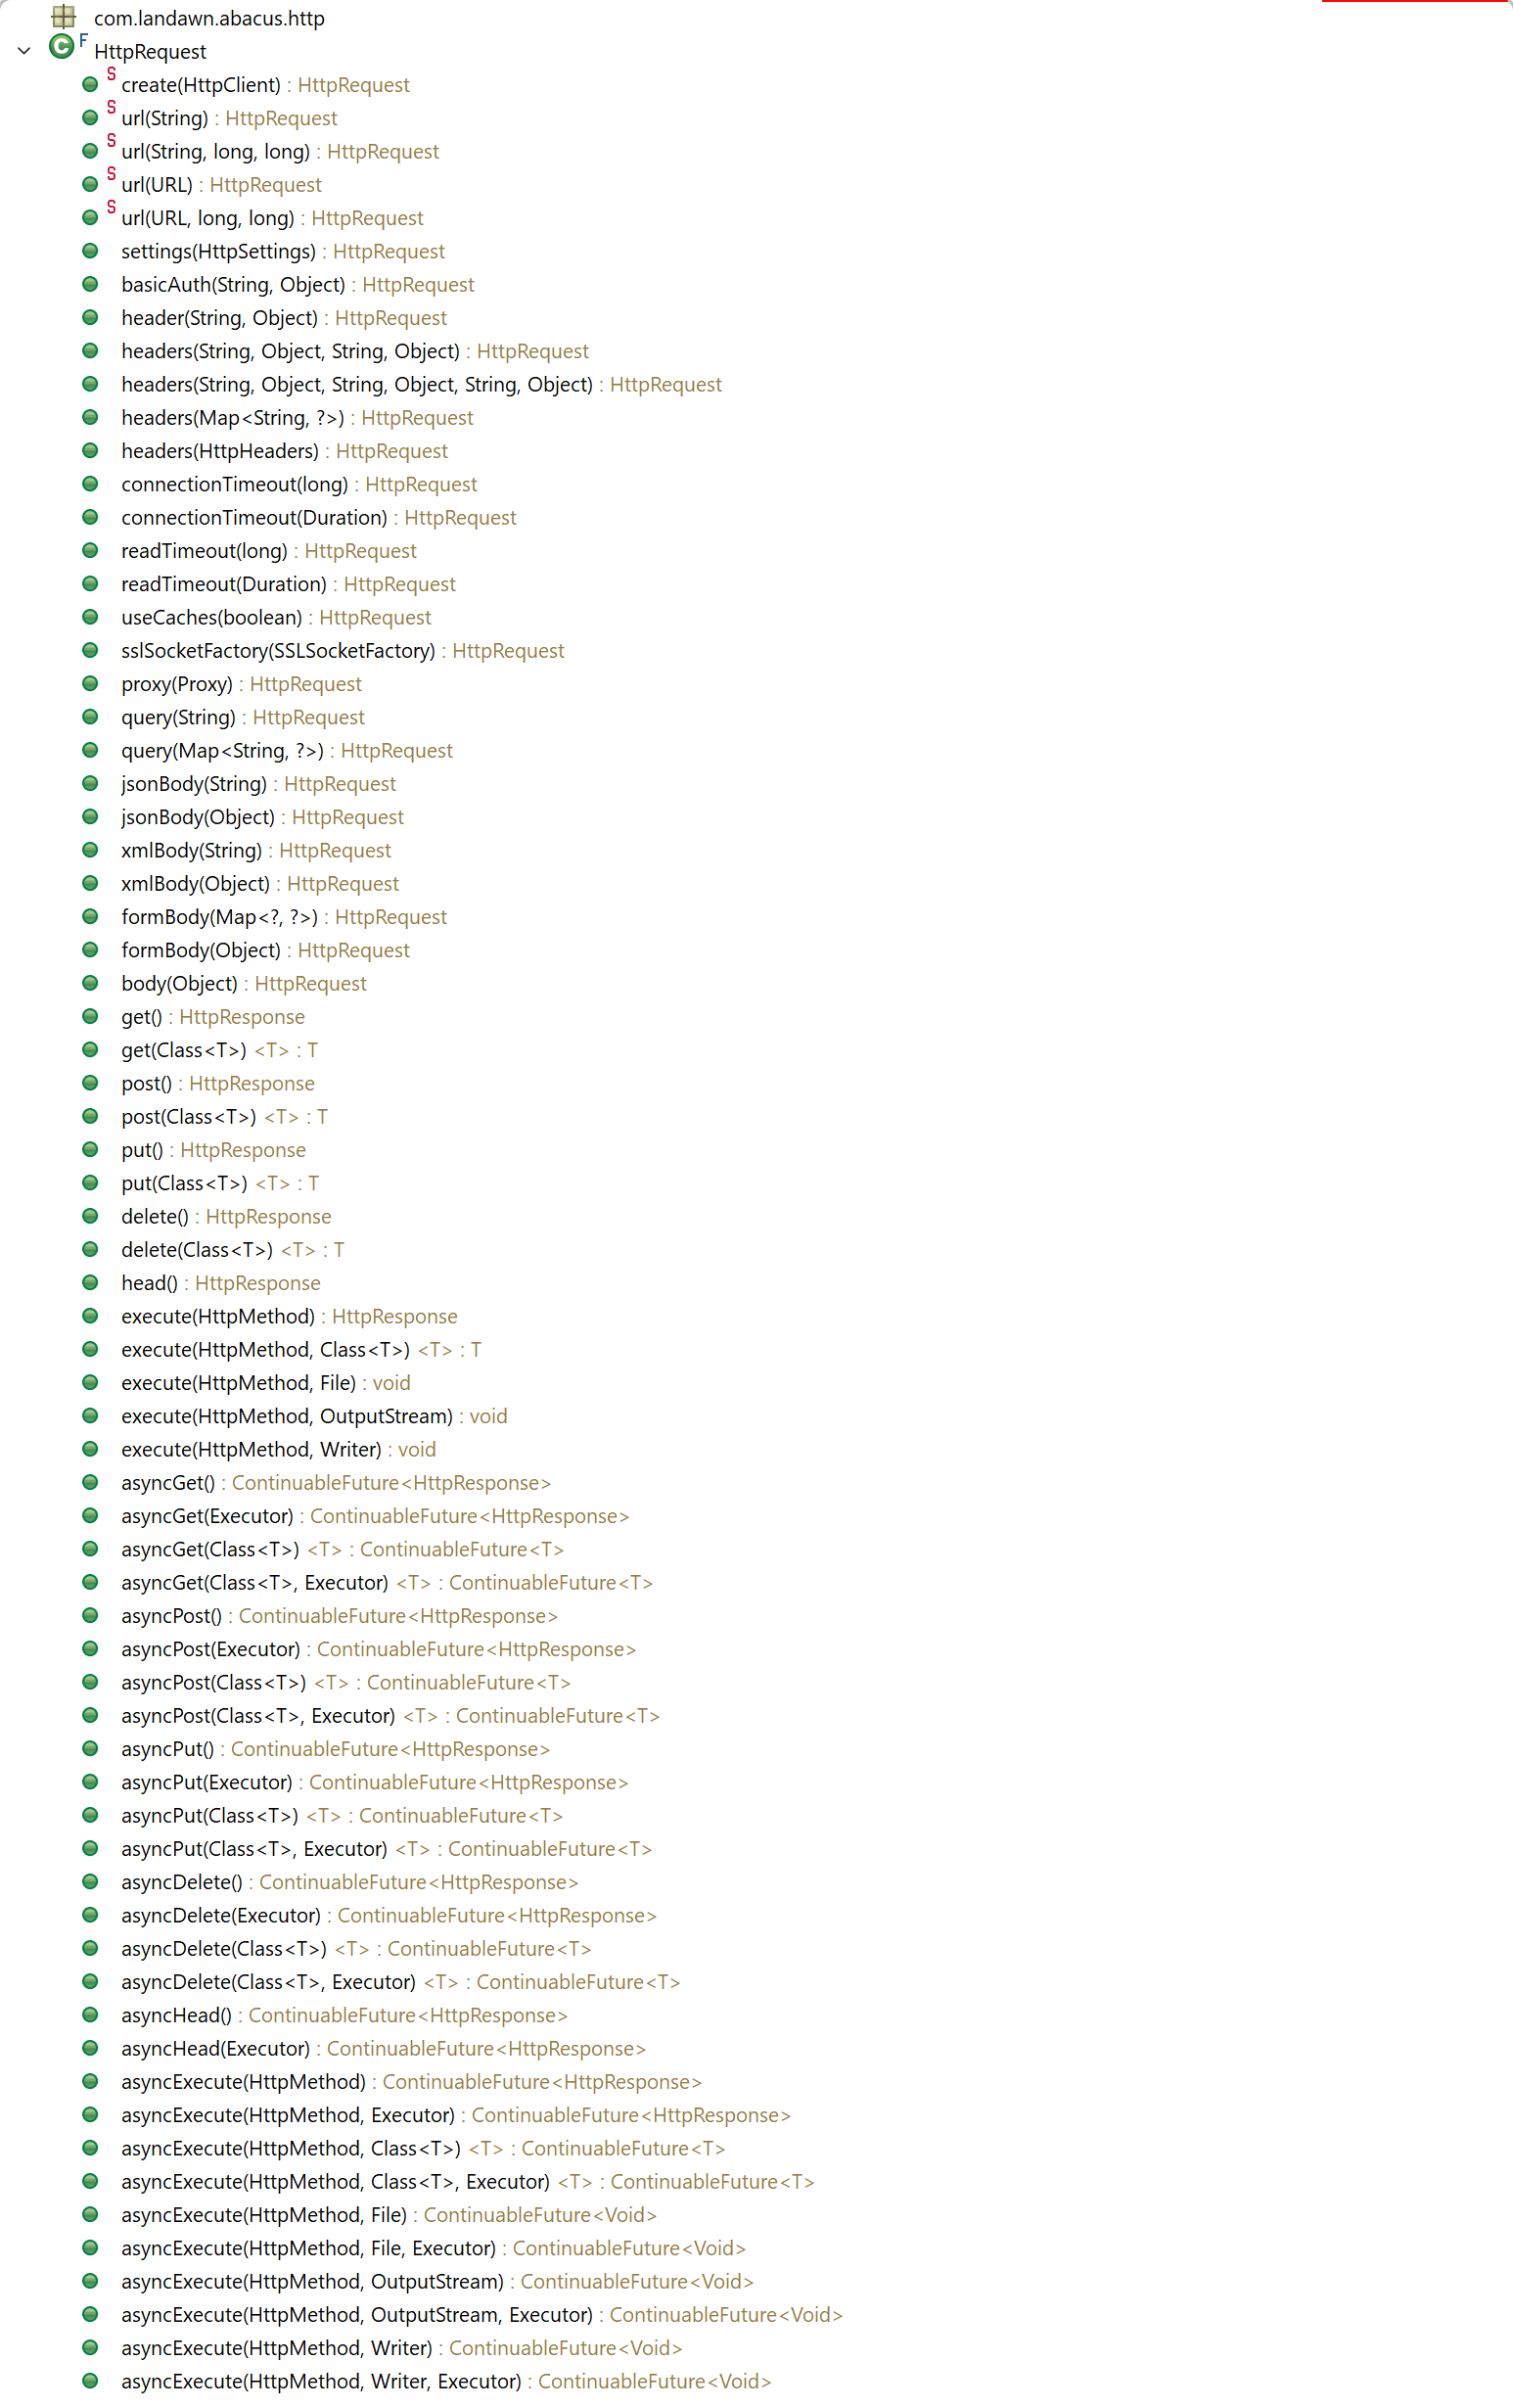 com.landawn.abacus.http
C F HttpRequest
S create(HttpClient) : HttpRequest
S url(String) : HttpRequest
S url(String, long, long) : HttpRequest
S url(URL) : HttpRequest
S url(URL, long, long) : HttpRequest
settings(HttpSettings) : HttpRequest
basicAuth(String, Object) : HttpRequest
header(String, Object) : HttpRequest
headers(String, Object, String, Object) : HttpRequest
headers(String, Object, String, Object, String, Object) : HttpRequest
headers(Map<String, ?>) : HttpRequest
headers(HttpHeaders) : HttpRequest
connectionTimeout(long) : HttpRequest
connectionTimeout(Duration) : HttpRequest
readTimeout(long) : HttpRequest
readTimeout(Duration) : HttpRequest
useCaches(boolean) : HttpRequest
sslSocketFactory(SSLSocketFactory) : HttpRequest
proxy(Proxy) : HttpRequest
query(String) : HttpRequest
query(Map<String, ?>) : HttpRequest
jsonBody(String) : HttpRequest
jsonBody(Object) : HttpRequest
xmlBody(String) : HttpRequest
xmlBody(Object) : HttpRequest
formBody(Map<?, ?>) : HttpRequest
formBody(Object) : HttpRequest
body(Object) : HttpRequest
get() : HttpResponse
get(Class<T>) <T> : T
post() : HttpResponse
post(Class<T>) <T> : T
put() : HttpResponse
put(Class<T>) <T> : T
delete() : HttpResponse
delete(Class<T>) <T> : T
head() : HttpResponse
execute(HttpMethod) : HttpResponse
execute(HttpMethod, Class<T>) <T> : T
execute(HttpMethod, File) : void
execute(HttpMethod, OutputStream) : void
execute(HttpMethod, Writer) : void
asyncGet() : ContinuableFuture<HttpResponse>
asyncGet(Executor) : ContinuableFuture<HttpResponse>
asyncGet(Class<T>) <T> : ContinuableFuture<T>
asyncGet(Class<T>, Executor) <T> : ContinuableFuture<T>
asyncPost() : ContinuableFuture<HttpResponse>
asyncPost(Executor) : ContinuableFuture<HttpResponse>
asyncPost(Class<T>) <T> : ContinuableFuture<T>
asyncPost(Class<T>, Executor) <T> : ContinuableFuture<T>
asyncPut() : ContinuableFuture<HttpResponse>
asyncPut(Executor) : ContinuableFuture<HttpResponse>
asyncPut(Class<T>) <T> : ContinuableFuture<T>
asyncPut(Class<T>, Executor) <T> : ContinuableFuture<T>
asyncDelete() : ContinuableFuture<HttpResponse>
asyncDelete(Executor) : ContinuableFuture<HttpResponse>
asyncDelete(Class<T>) <T> : ContinuableFuture<T>
asyncDelete(Class<T>, Executor) <T> : ContinuableFuture<T>
asyncHead() : ContinuableFuture<HttpResponse>
asyncHead(Executor) : ContinuableFuture<HttpResponse>
asyncExecute(HttpMethod) : ContinuableFuture<HttpResponse>
asyncExecute(HttpMethod, Executor) : ContinuableFuture<HttpResponse>
asyncExecute(HttpMethod, Class<T>) <T> : ContinuableFuture<T>
asyncExecute(HttpMethod, Class<T>, Executor) <T> : ContinuableFuture<T>
asyncExecute(HttpMethod, File) : ContinuableFuture<Void>
asyncExecute(HttpMethod, File, Executor) : ContinuableFuture<Void>
asyncExecute(HttpMethod, OutputStream) : ContinuableFuture<Void>
asyncExecute(HttpMethod, OutputStream, Executor) : ContinuableFuture<Void>
asyncExecute(HttpMethod, Writer) : ContinuableFuture<Void>
asyncExecute(HttpMethod, Writer, Executor) : ContinuableFuture<Void>